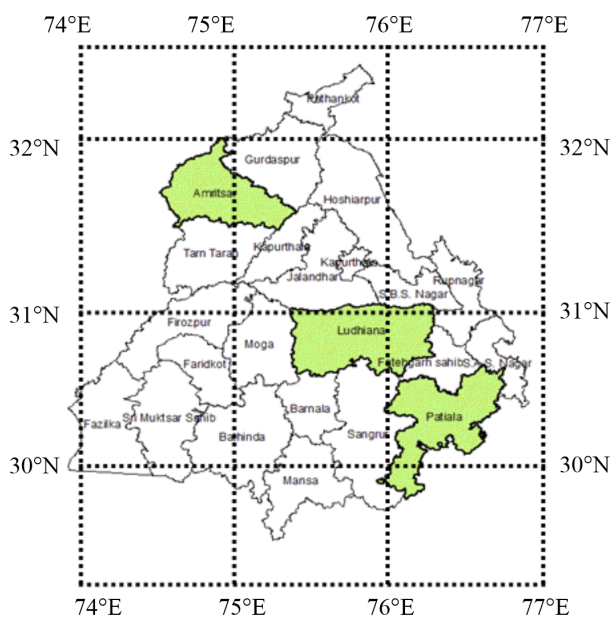 74°E 75°E 76°E 77°E
Pathankot
32°N 32°N
Gurdaspur
Amritsar
Hoshiarpur
Tarn Taran Kapurthala
Kapurthala
Jalandhar
Rupnagar
S.B.S. Nagar
31°N 31°N
Firozpur
Ludhiana
Moga
Faridkot
Fatehgarh sahib S.A.S. Nagar
Barnala
Sri Muktsar Sahib
Patiala
Fazilka
Bathinda
Sangrur
30°N 30°N
Mansa
74°E 75°E 76°E 77°E